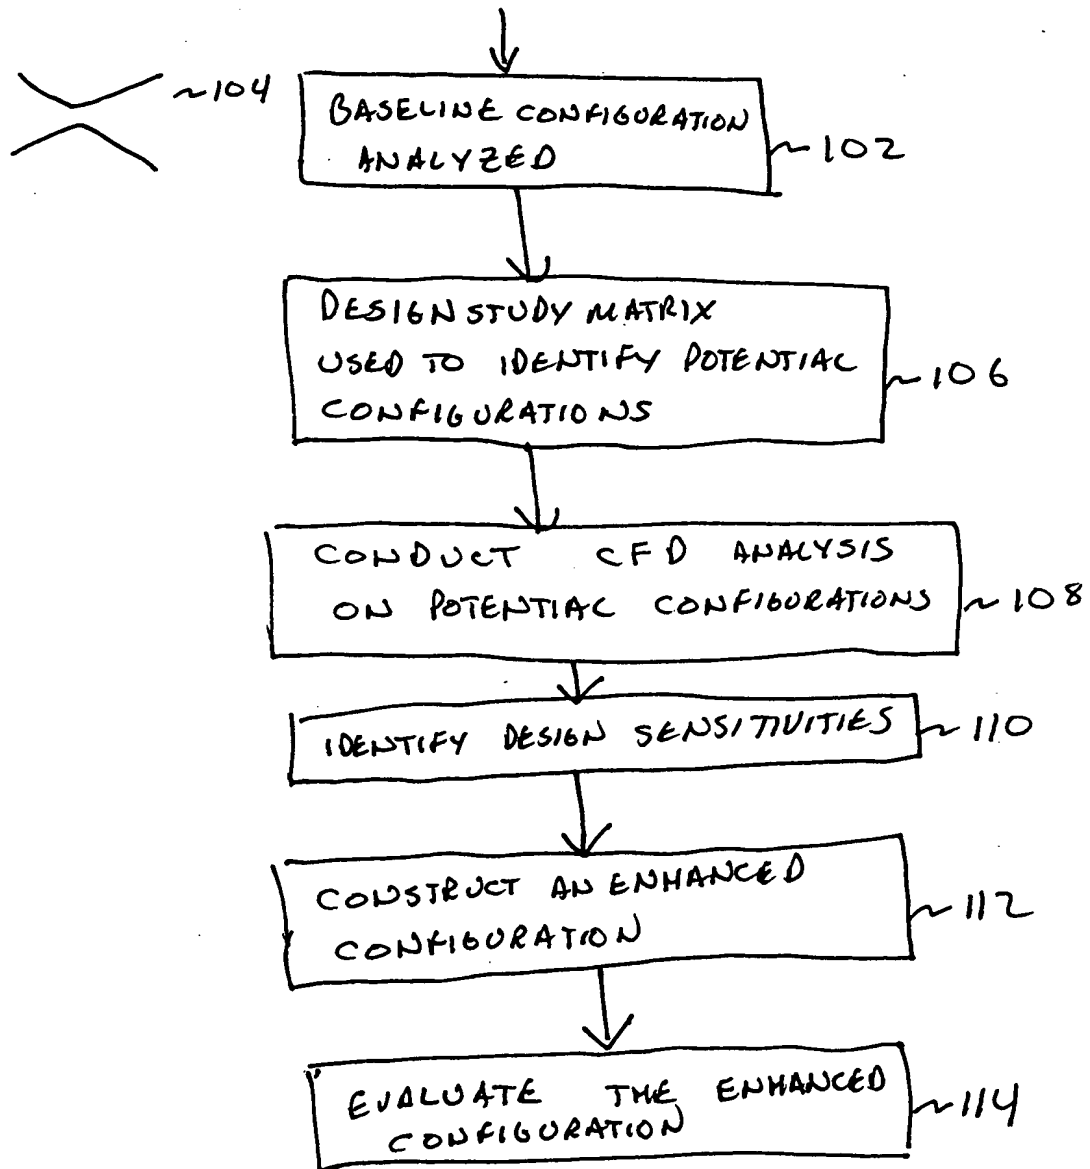 ~104
BASELINE CONFIGURATION
ANALYZED
~102
DESIGN STUDY MATRIX
USED TO IDENTIFY POTENTIAL
CONFIGURATIONS
~106
CONDUCT CFD ANALYSIS
ON POTENTIAL CONFIGURATIONS
~108
IDENTIFY DESIGN SENSITIVITIES
~110
CONSTRUCT AN ENHANCED
CONFIGURATION
~112
EVALUATE THE ENHANCED
CONFIGURATION
~114